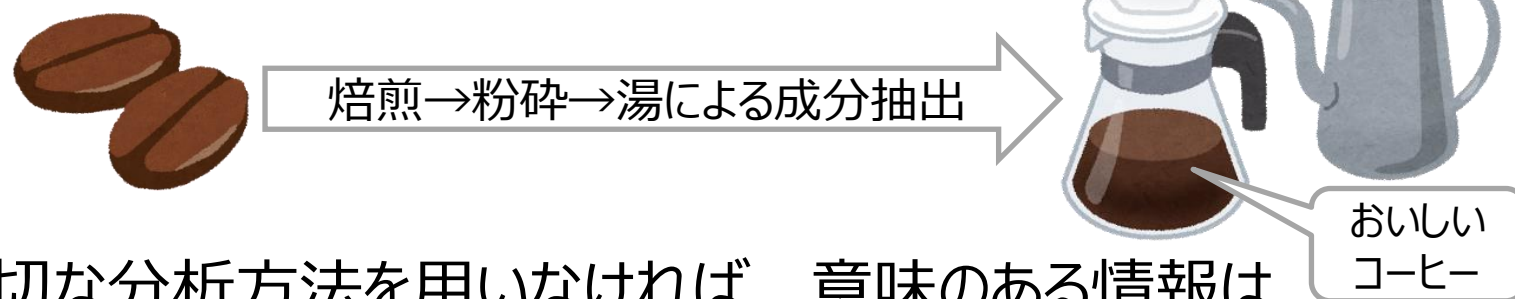 焙煎→粉砕→湯による成分抽出
おいしい
コーヒー
切な分析方法を用いなければ　意味のある情報は